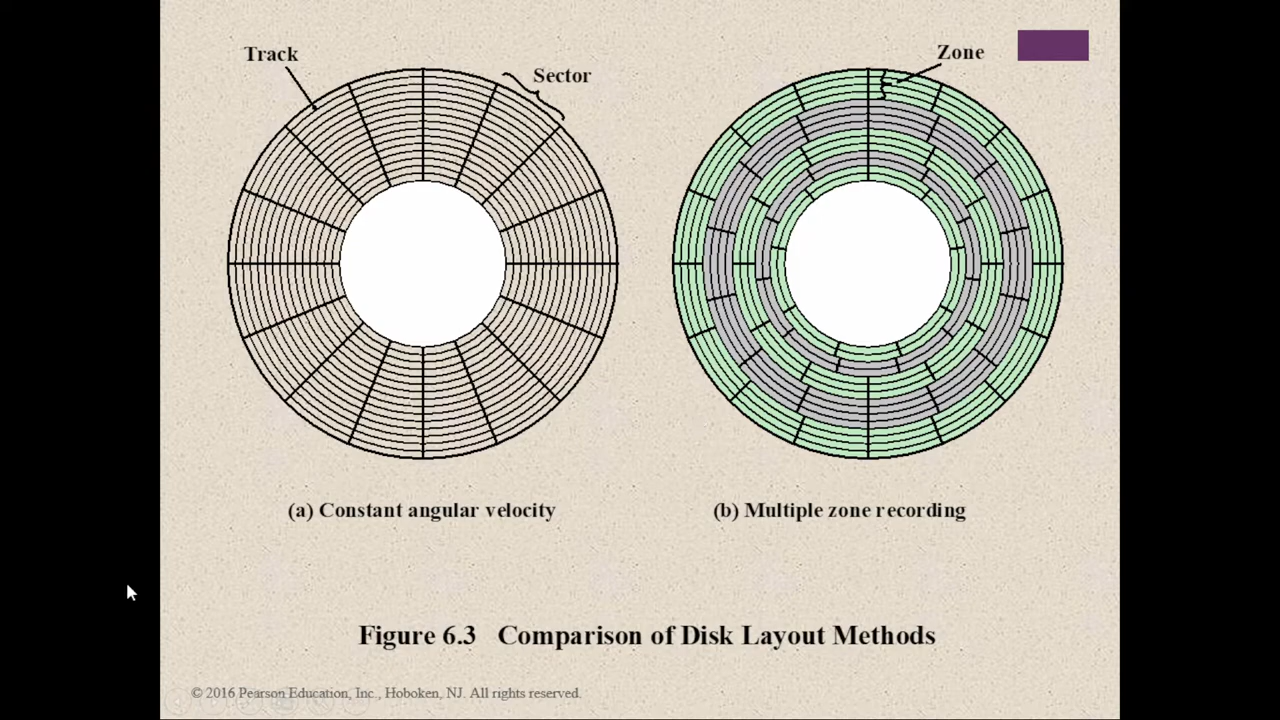 Track
Sector
Zone
(a) Constant angular velocity
(b) Multiple zone recording
Figure 6.3 Comparison of Disk Layout Methods
© 2016 Pearson Education, Inc., Hoboken, NJ. All rights reserved.